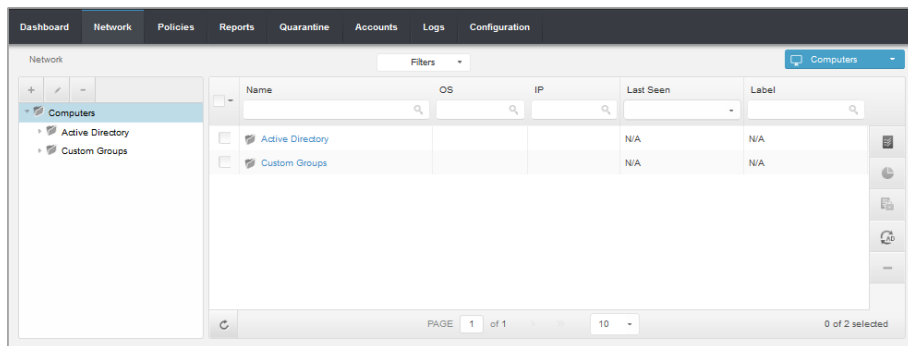 Dashboard Network Policies Reports Quarantine Accounts Logs Configuration
Network Filters Computers
Name OS IP Last Seen Label
Computers
Active Directory
Custom Groups
Active Directory N/A N/A
Custom Groups N/A N/A
AD
PAGE 1 of 1 10 0 of 2 selected